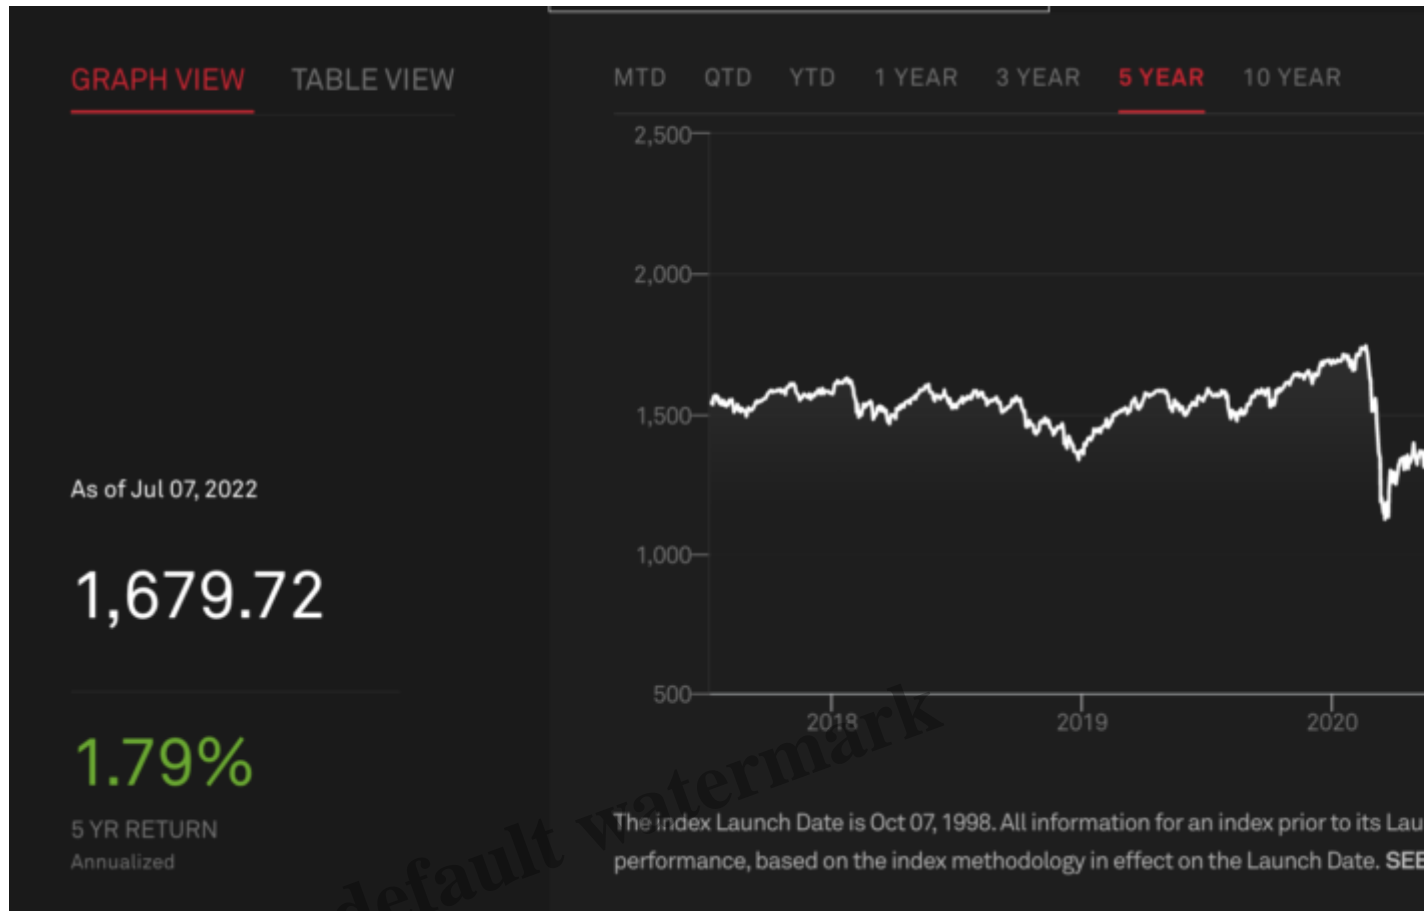 GRAPH VIEW TABLE VIEW
MTD QTD YTD 1 YEAR 3 YEAR 5 YEAR 10 YEAR
2,500
2,000
1,500
1,000
500
2018 2019 2020
As of Jul 07, 2022
1,679.72
1.79%
5 YR RETURN
Annualized
The index Launch Date is Oct 07, 1998. All information for an index prior to its Lau
performance, based on the index methodology in effect on the Launch Date. SEE
default watermark